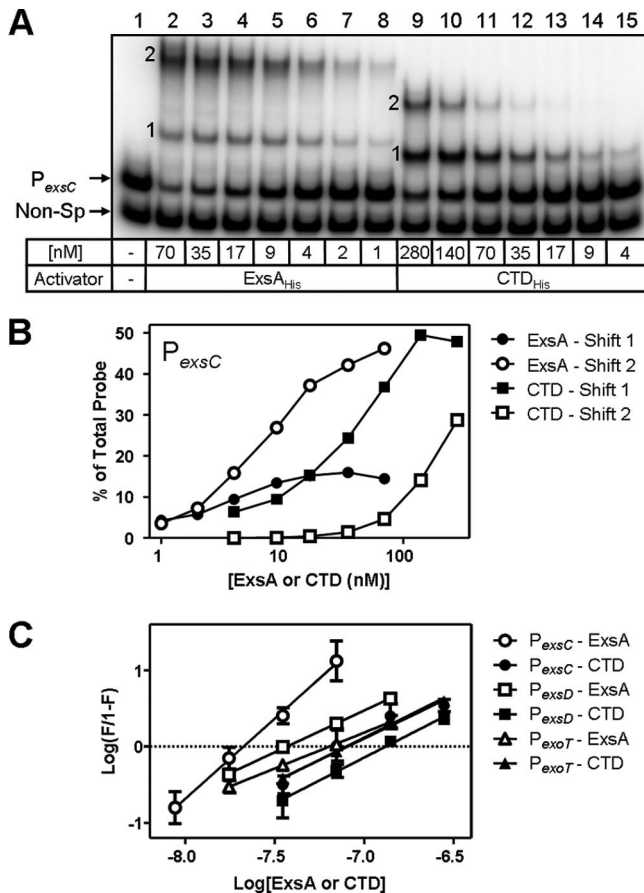 A
1 2 3 4 5 6 7 8 9 10 11 12 13 14 15
2
1
2
1
PexsC
Non-Sp
[nM] - 70 35 17 9 4 2 1 280 140 70 35 17 9 4
Activator - ExsAHis CTDHis
B
PexsC
% of Total Probe
50
40
30
20
10
0
1 10 100
[ExsA or CTD (nM)]
ExsA - Shift 1
ExsA - Shift 2
CTD - Shift 1
CTD - Shift 2
C
Log(F/1-F)
1
0
-1
-8.0 -7.5 -7.0 -6.5
Log[ExsA or CTD]
PexsC - ExsA
PexsC - CTD
PexsD - ExsA
PexsD - CTD
PexoT - ExsA
PexoT - CTD